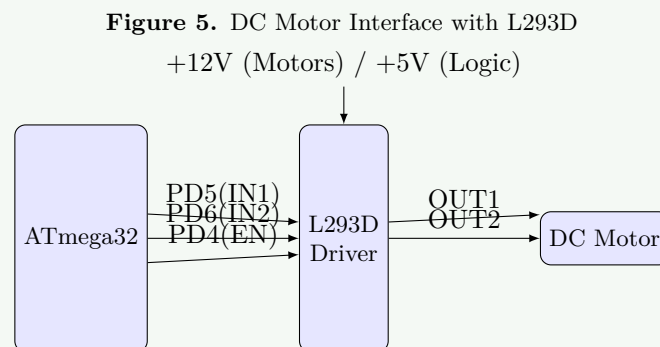 Figure 5. DC Motor Interface with L293D
+12V (Motors) / +5V (Logic)
PD5(IN1)
PD6(IN2)
PD4(EN)
ATmega32
L293D
Driver
OUT1
OUT2
DC Motor